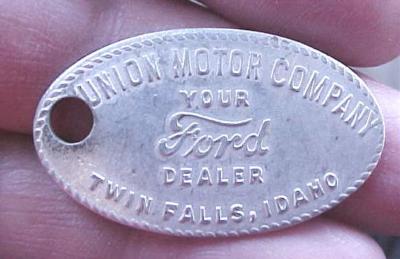 UNION MOTOR COMPANY
YOUR
Ford
DEALER
TWIN FALLS, IDAHO